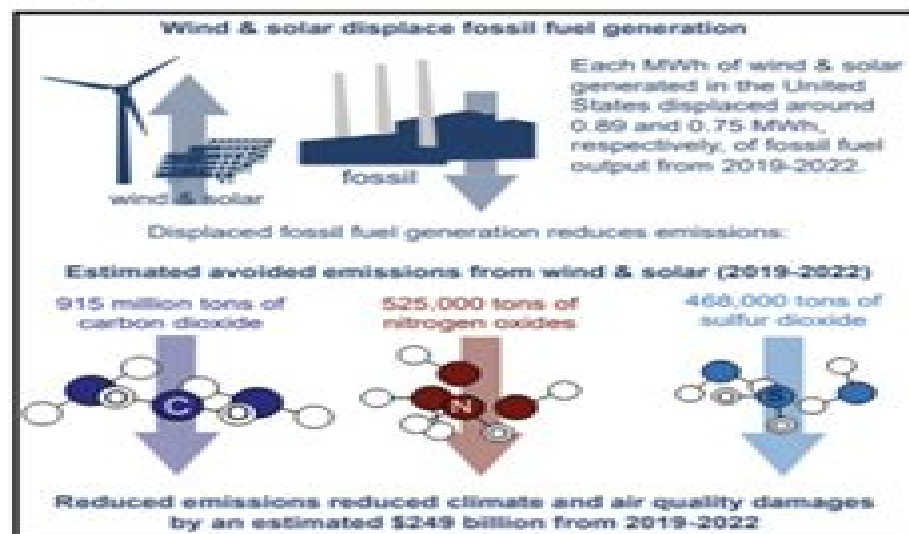 Wind & solar displace fossil fuel generation
Each MWh of wind & solar
generated in the United
States displaced around
0.89 and 0.75 MWh,
respectively, of fossil fuel
output from 2019-2022.
wind & solar
fossil
Displaced fossil fuel generation reduces emissions:
Estimated avoided emissions from wind & solar (2019-2022)
915 million tons of
carbon dioxide
525,000 tons of
nitrogen oxides
468,000 tons of
sulfur dioxide
O C O
N O
O S O
Reduced emissions reduced climate and air quality damages
by an estimated $249 billion from 2019-2022